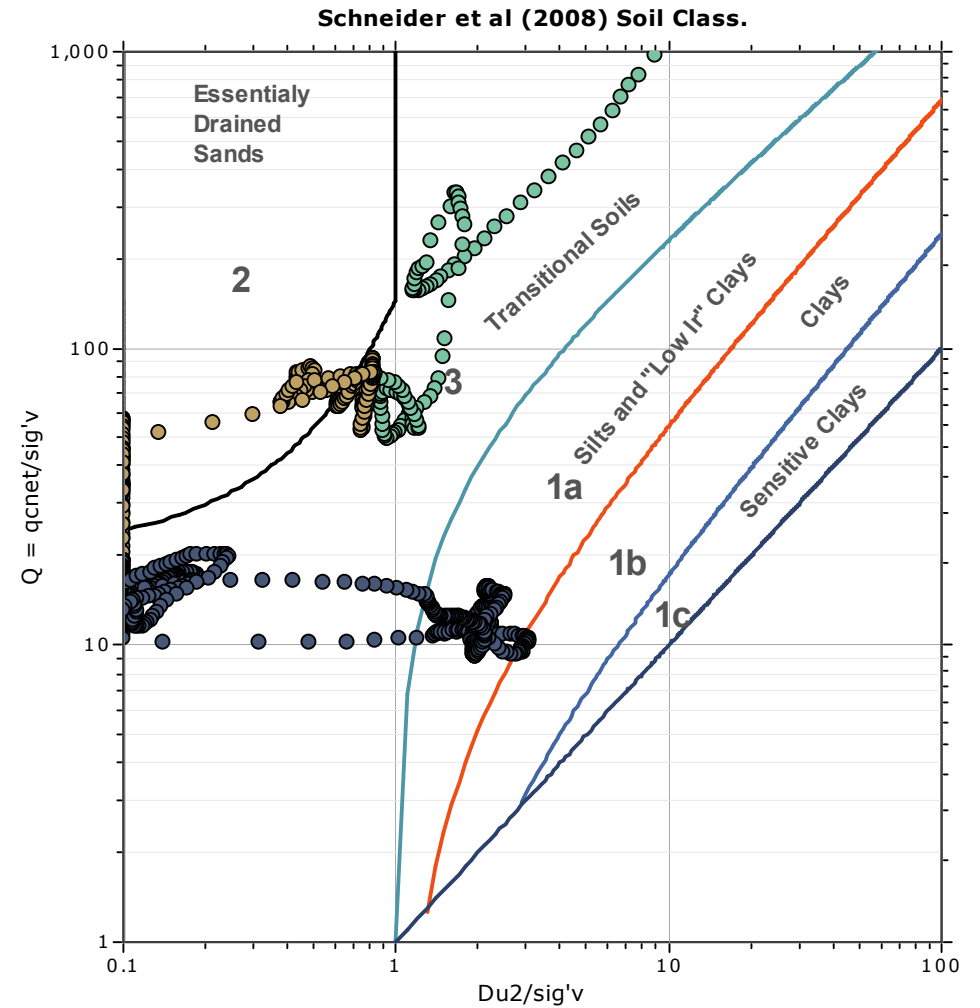 Schneider et al (2008) Soil Class.
1,000
Essentialy
Drained
Sands
2
Transitional Soils
Silts and "Low Ir" Clays
Clays
Sensitive Clays
100
3
1a
1b
1c
10
1
Q = qcnet/sig'v
0.1
1
10
100
Du2/sig'v